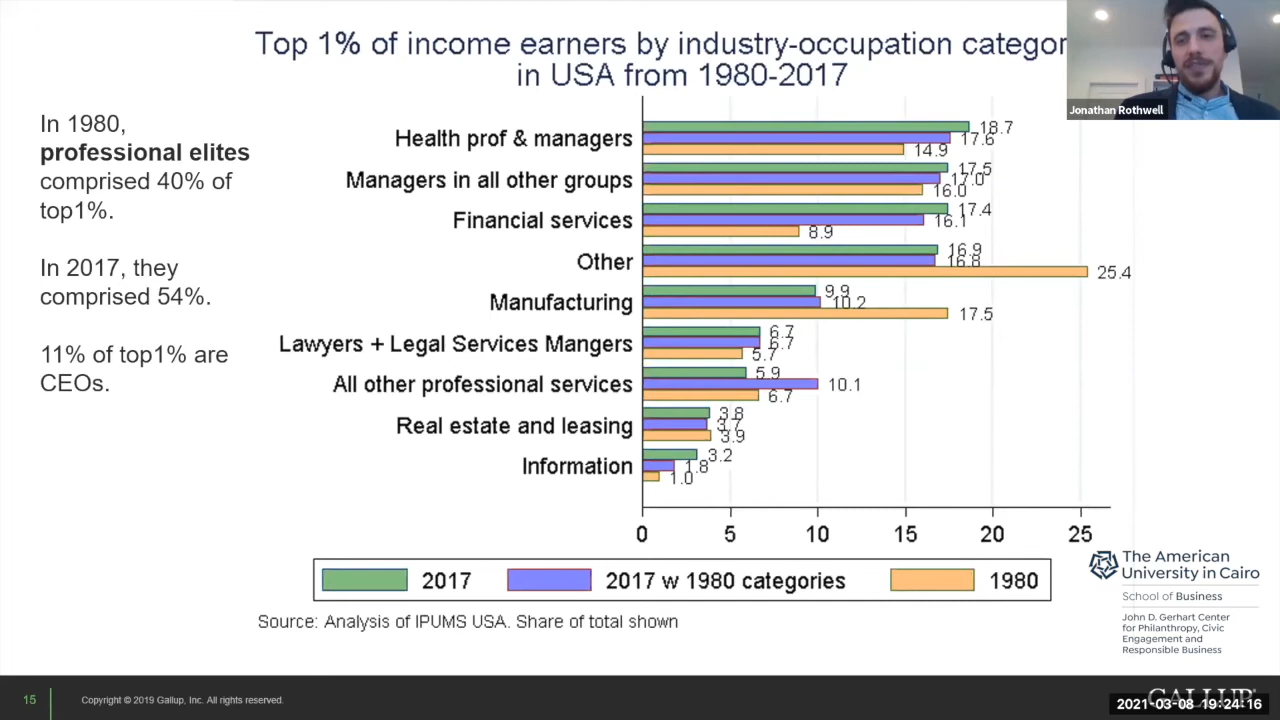 Top 1% of income earners by industry-occupation categor
in USA from 1980-2017
Jonathan Rothwell
In 1980,
professional elites
comprised 40% of
top1%.
In 2017, they
comprised 54%.
11% of top1% are
CEOs.
Health prof & managers
18.7
17.6
14.9
Managers in all other groups
17.5
17.0
16.0
Financial services
17.4
16.1
8.9
Other
16.9
16.8
25.4
Manufacturing
9.9
10.2
17.5
Lawyers + Legal Services Mangers
6.7
6.7
5.7
All other professional services
5.9
10.1
6.7
Real estate and leasing
3.8
3.7
3.9
Information
3.2
1.8
1.0
0 5 10 15 20 25
2017 2017 w 1980 categories 1980
Source: Analysis of IPUMS USA. Share of total shown
The American
University in Cairo
School of Business
John D. Gerhart Center
for Philanthropy, Civic
Engagement and
Responsible Business
15 Copyright © 2019 Gallup, Inc. All rights reserved.
GALLUP
2021-03-08 19:24:16